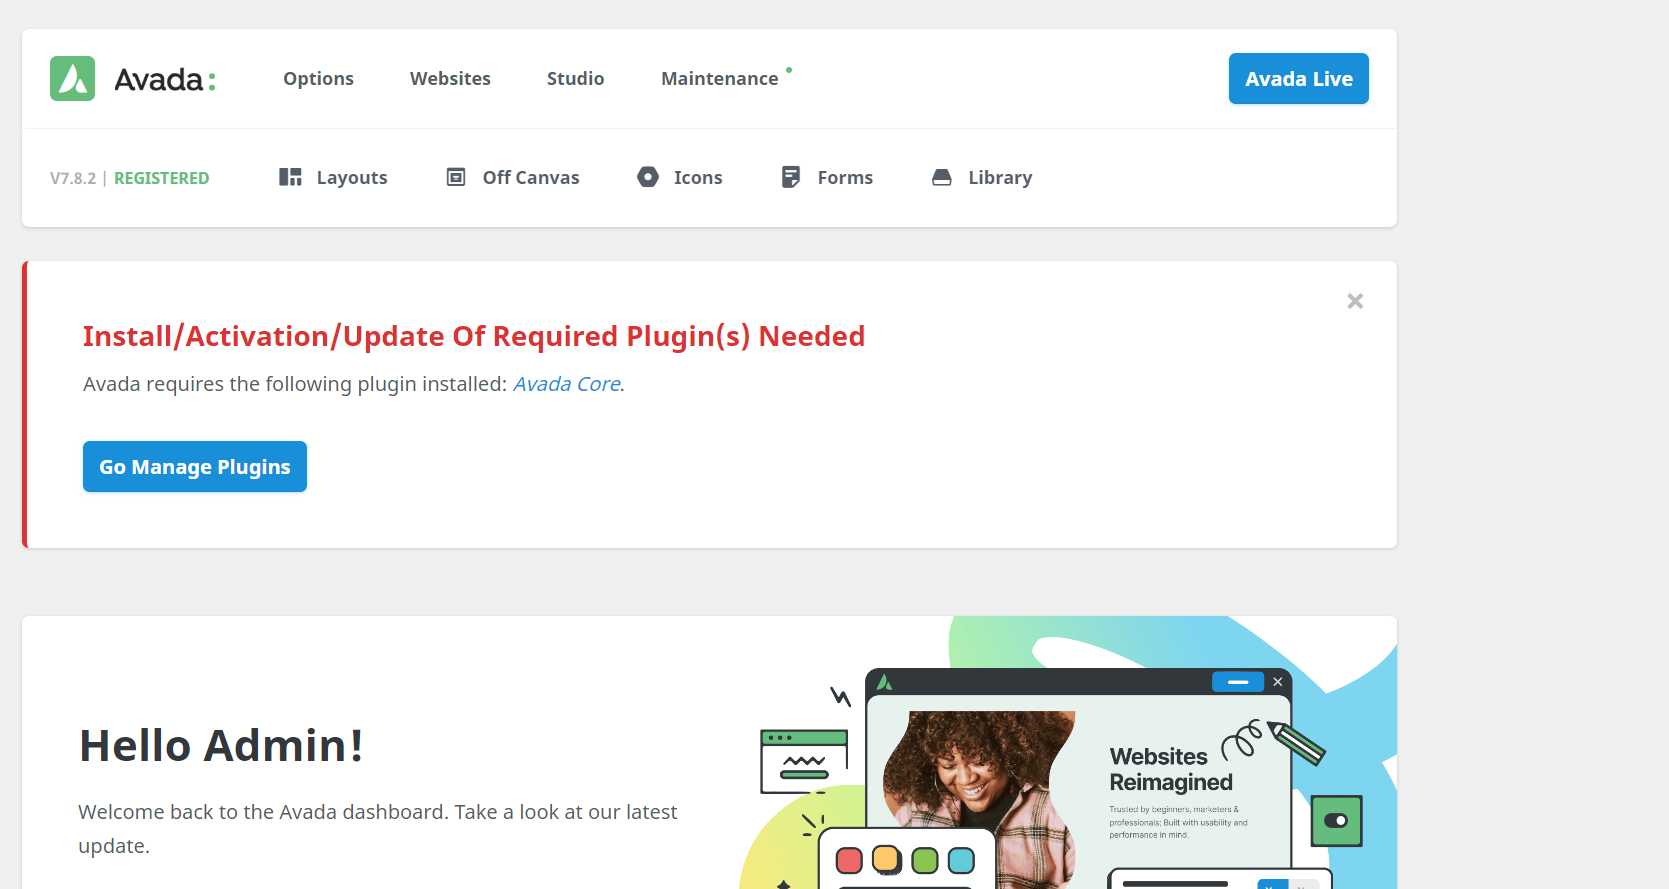 Avada:
Options
Websites
Studio
Maintenance
Avada Live
V7.8.2 | REGISTERED
Layouts
Off Canvas
Icons
Forms
Library
Install/Activation/Update Of Required Plugin(s) Needed
Avada requires the following plugin installed: Avada Core.
Go Manage Plugins
Hello Admin!
Welcome back to the Avada dashboard. Take a look at our latest
update.
Websites
Reimagined
Trusted by beginners, marketers &
professionals; Built with usability and
performance in mind.